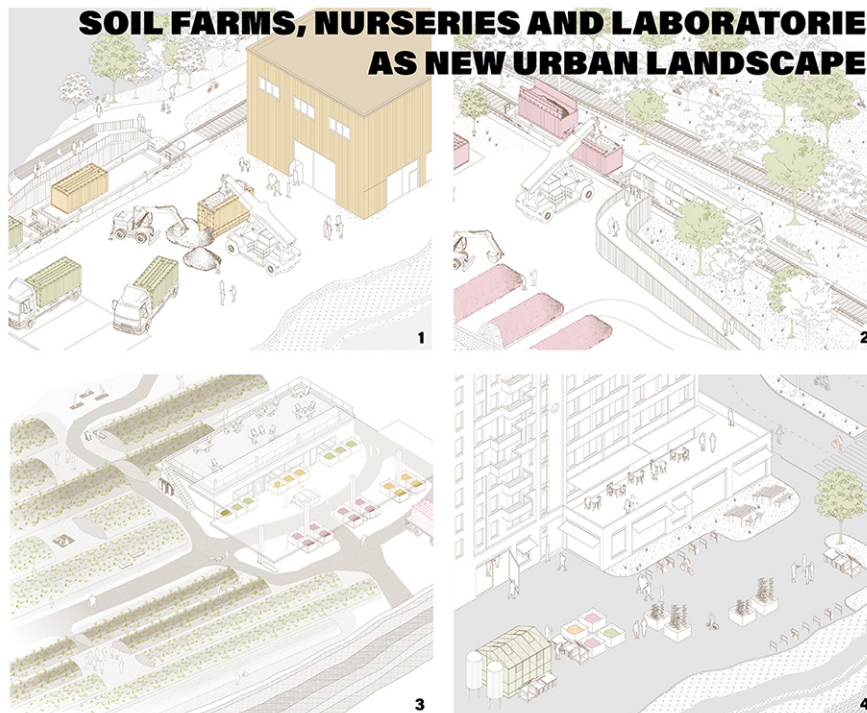 SOIL FARMS, NURSERIES AND LABORATORIE
AS NEW URBAN LANDSCAPE
1
2
3
4